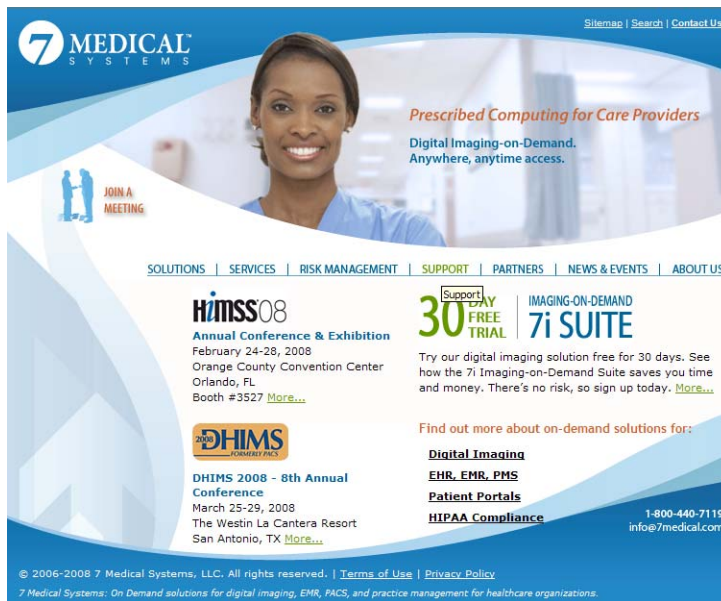 Sitemap | Search | Contact Us
7 MEDICAL™
SYSTEMS
Prescribed Computing for Care Providers
Digital Imaging-on-Demand.
Anywhere, anytime access.
JOIN A
MEETING
SOLUTIONS | SERVICES | RISK MANAGEMENT | SUPPORT | PARTNERS | NEWS & EVENTS | ABOUT US
Support
HiMSS'08
Annual Conference & Exhibition
February 24-28, 2008
Orange County Convention Center
Orlando, FL
Booth #3527 More...
2008 DHIMS
FORMERLY PACS
DHIMS 2008 - 8th Annual
Conference
March 25-29, 2008
The Westin La Cantera Resort
San Antonio, TX More...
30 DAY
FREE
TRIAL
IMAGING-ON-DEMAND
7i SUITE
Try our digital imaging solution free for 30 days. See
how the 7i Imaging-on-Demand Suite saves you time
and money. There's no risk, so sign up today. More...
Find out more about on-demand solutions for:
Digital Imaging
EHR, EMR, PMS
Patient Portals
HIPAA Compliance
1-800-440-7119
info@7medical.com
© 2006-2008 7 Medical Systems, LLC. All rights reserved. | Terms of Use | Privacy Policy
7 Medical Systems: On Demand solutions for digital imaging, EMR, PACS, and practice management for healthcare organizations.